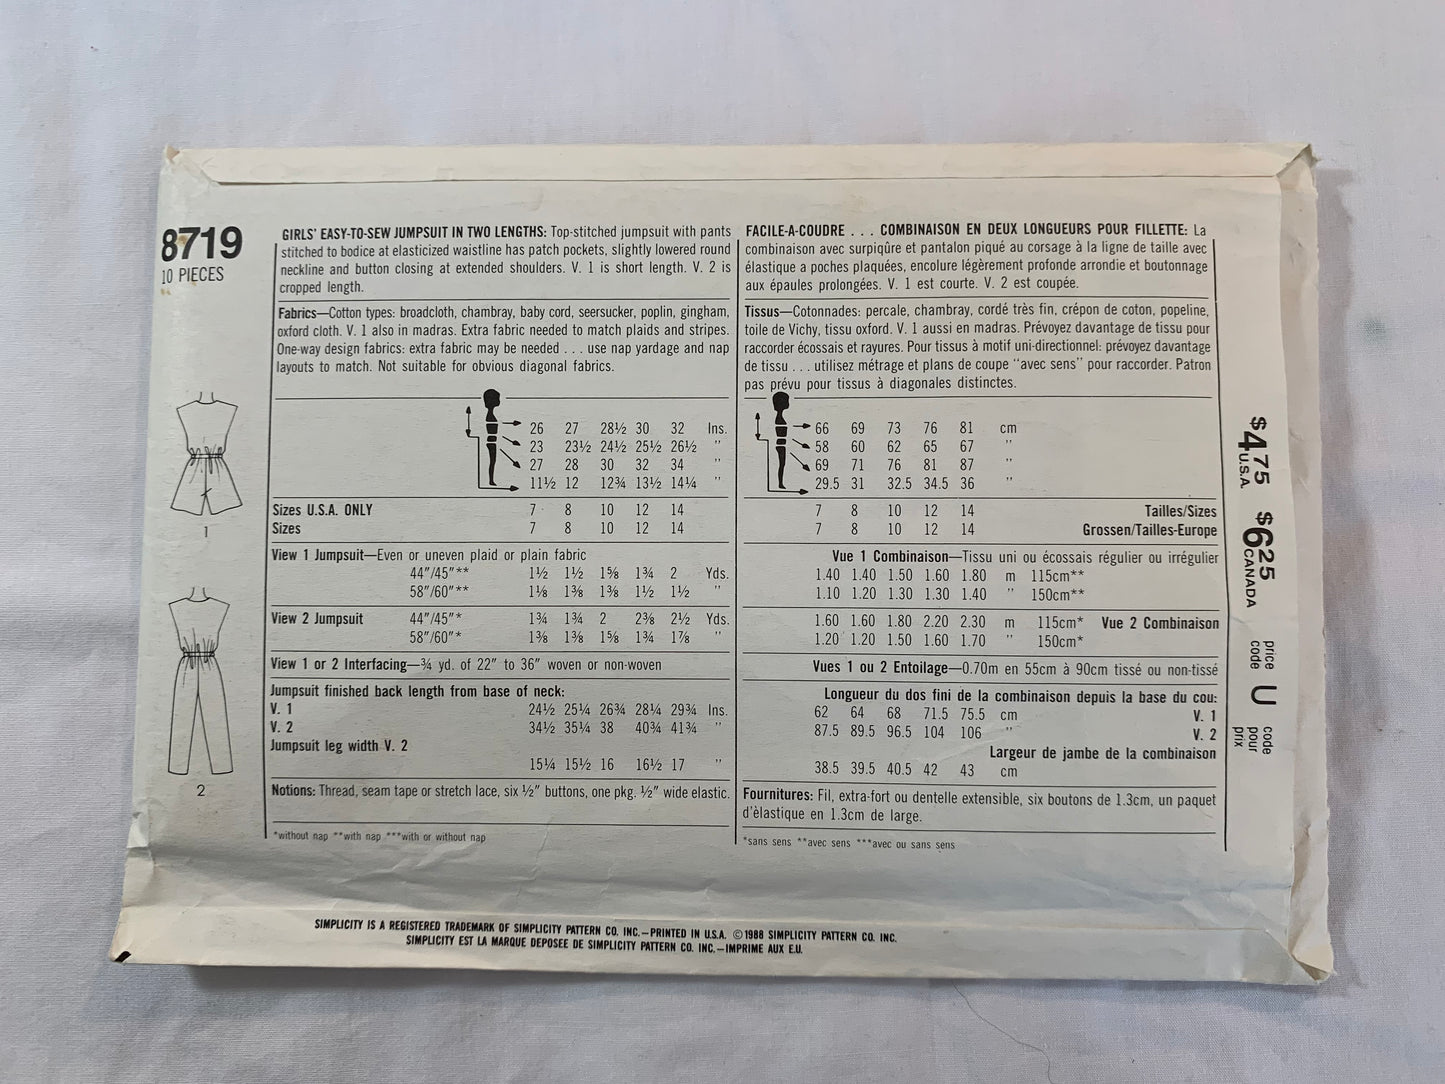 8719
10 PIECES
GIRLS' EASY-TO-SEW JUMPSUIT IN TWO LENGTHS: Top-stitched jumpsuit with pants
stitched to bodice at elasticized waistline has patch pockets, slightly lowered round
neckline and button closing at extended shoulders. V. 1 is short length. V. 2 is
cropped length.
Fabrics—Cotton types: broadcloth, chambray, baby cord, seersucker, poplin, gingham,
oxford cloth. V. 1 also in madras. Extra fabric needed to match plaids and stripes.
One-way design fabrics: extra fabric may be needed . . . use nap yardage and nap
layouts to match. Not suitable for obvious diagonal fabrics.
26 27 28½ 30 32 Ins.
23 23½ 24½ 25½ 26½ "
27 28 30 32 34 "
11½ 12 12¾ 13½ 14¼ "
Sizes U.S.A. ONLY 7 8 10 12 14
Sizes 7 8 10 12 14
View 1 Jumpsuit—Even or uneven plaid or plain fabric
44"/45"** 1½ 1½ 1⅝ 1¾ 2 Yds.
58"/60"** 1⅛ 1⅜ 1⅜ 1½ 1½ "
View 2 Jumpsuit 44"/45"* 1¾ 1¾ 2 2⅜ 2½ Yds.
58"/60"* 1⅜ 1⅜ 1⅝ 1¾ 1⅞ "
View 1 or 2 Interfacing—¾ yd. of 22" to 36" woven or non-woven
Jumpsuit finished back length from base of neck:
V. 1 24½ 25¼ 26¾ 28¼ 29¾ Ins.
V. 2 34½ 35¼ 38 40¾ 41¾ "
Jumpsuit leg width V. 2
15¼ 15½ 16 16½ 17 "
Notions: Thread, seam tape or stretch lace, six ½" buttons, one pkg. ½" wide elastic.
*without nap **with nap ***with or without nap
1
2
FACILE-A-COUDRE . . . COMBINAISON EN DEUX LONGUEURS POUR FILLETTE: La
combinaison avec surpiqûre et pantalon piqué au corsage à la ligne de taille avec
élastique a poches plaquées, encolure légèrement profonde arrondie et boutonnage
aux épaules prolongées. V. 1 est courte. V. 2 est coupée.
Tissus—Cotonnades: percale, chambray, cordé très fin, crépon de coton, popeline,
toile de Vichy, tissu oxford. V. 1 aussi en madras. Prévoyez davantage de tissu pour
raccorder écossais et rayures. Pour tissus à motif uni-directionnel: prévoyez davantage
de tissu . . . utilisez métrage et plans de coupe "avec sens" pour raccorder. Patron
pas prévu pour tissus à diagonales distinctes.
66 69 73 76 81 cm
58 60 62 65 67 "
69 71 76 81 87 "
29.5 31 32.5 34.5 36 "
7 8 10 12 14 Tailles/Sizes
7 8 10 12 14 Grossen/Tailles-Europe
Vue 1 Combinaison—Tissu uni ou écossais régulier ou irrégulier
1.40 1.40 1.50 1.60 1.80 m 115cm**
1.10 1.20 1.30 1.30 1.40 " 150cm**
1.60 1.60 1.80 2.20 2.30 m 115cm* Vue 2 Combinaison
1.20 1.20 1.50 1.60 1.70 " 150cm*
Vues 1 ou 2 Entoilage—0.70m en 55cm à 90cm tissé ou non-tissé
Longueur du dos fini de la combinaison depuis la base du cou:
62 64 68 71.5 75.5 cm V. 1
87.5 89.5 96.5 104 106 " V. 2
Largeur de jambe de la combinaison
38.5 39.5 40.5 42 43 cm
Fournitures: Fil, extra-fort ou dentelle extensible, six boutons de 1.3cm, un paquet
d'èlastique en 1.3cm de large.
*sans sens **avec sens ***avec ou sans sens
$4.75 U.S.A.
$6.25 CANADA
price code
U
code pour prix
SIMPLICITY IS A REGISTERED TRADEMARK OF SIMPLICITY PATTERN CO. INC.—PRINTED IN U.S.A. ©1988 SIMPLICITY PATTERN CO. INC.
SIMPLICITY EST LA MARQUE DEPOSEE DE SIMPLICITY PATTERN CO. INC.—IMPRIME AUX E.U.